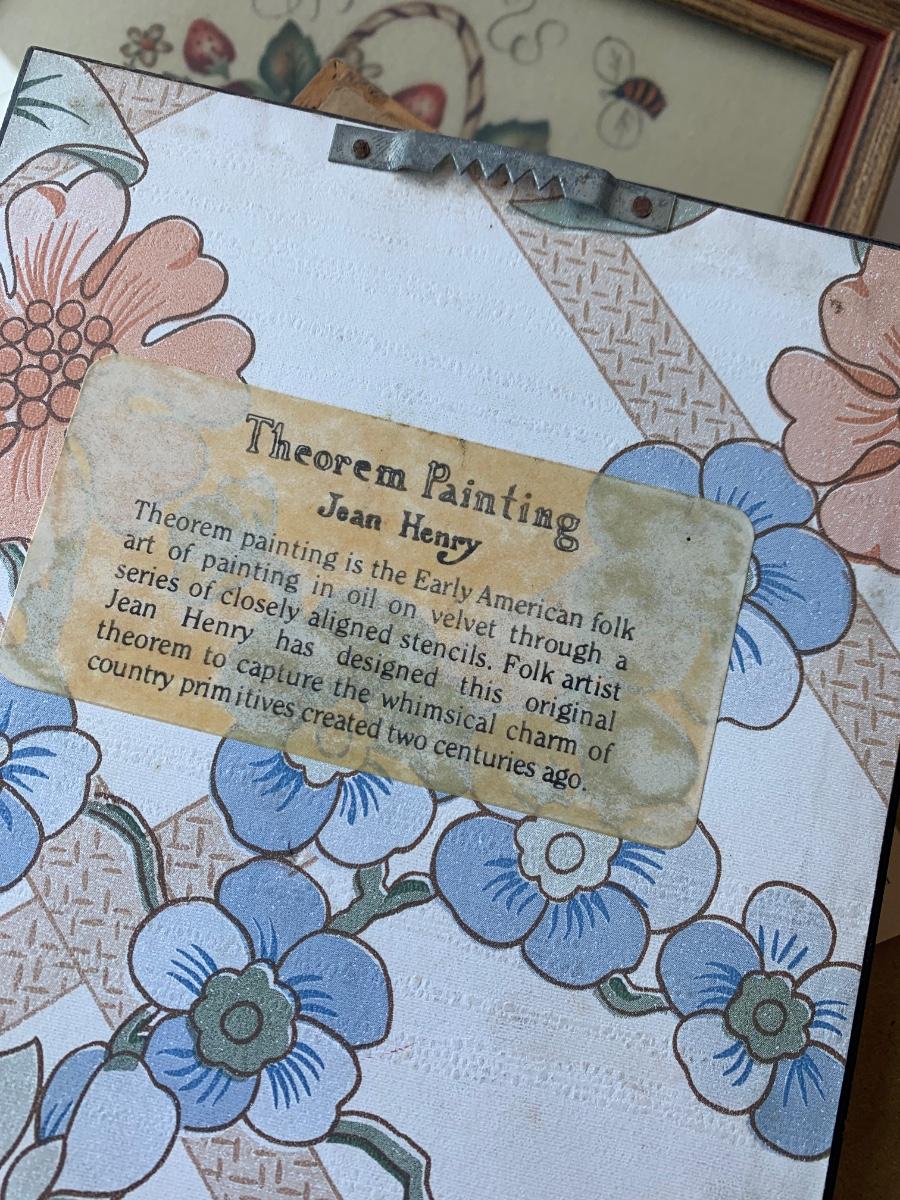 Theorem Painting
Jean Henry
Theorem painting is the Early American folk
art of painting in oil on velvet through a
series of closely aligned stencils. Folk artist
Jean Henry has designed this original
theorem to capture the whimsical charm of
country primitives created two centuries ago.